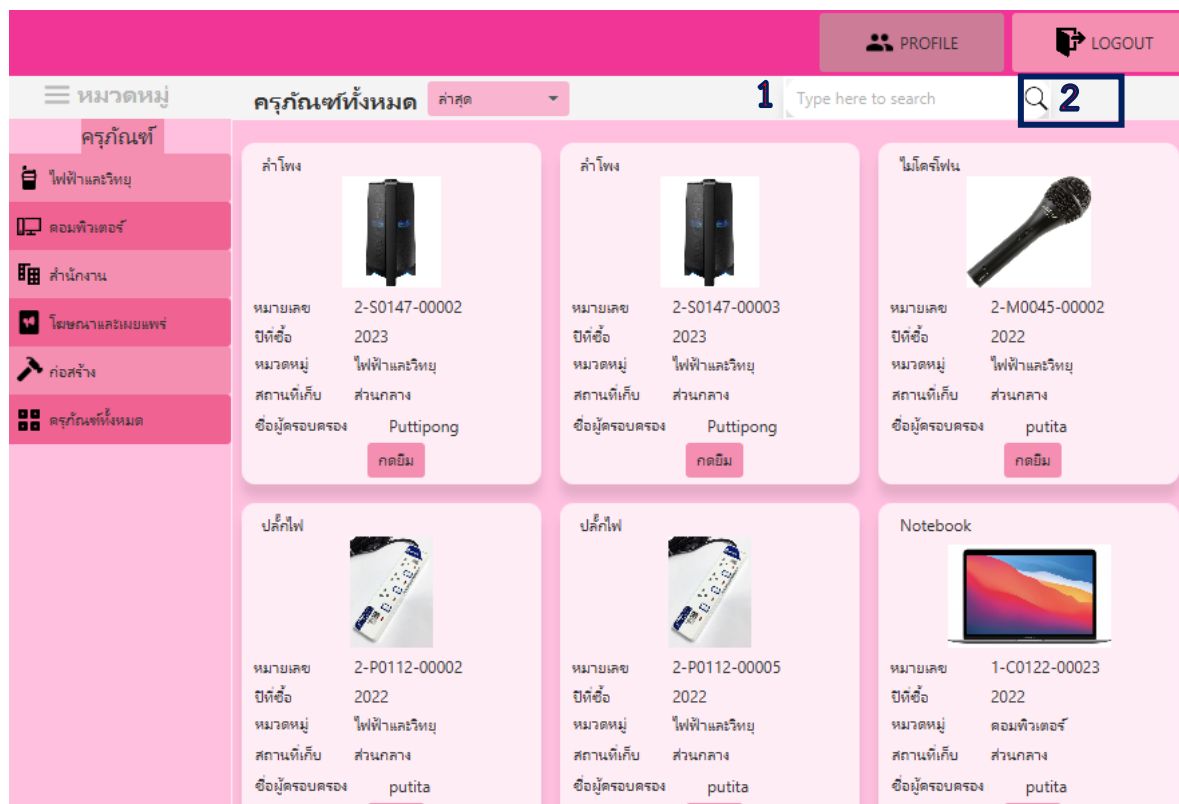 PROFILE
LOGOUT
หมวดหมู่
ครุภัณฑ์ทั้งหมด
ล่าสุด
1
Type here to search
2
ครุภัณฑ์
ไฟฟ้าและวิทยุ
คอมพิวเตอร์
สำนักงาน
โฆษณาและเผยแพร่
ก่อสร้าง
ครุภัณฑ์ทั้งหมด
ลำโพง
หมายเลข 2-S0147-00002
ปีที่ซื้อ 2023
หมวดหมู่ ไฟฟ้าและวิทยุ
สถานที่เก็บ ส่วนกลาง
ชื่อผู้ครอบครอง Puttipong
กดยืม
ลำโพง
หมายเลข 2-S0147-00003
ปีที่ซื้อ 2023
หมวดหมู่ ไฟฟ้าและวิทยุ
สถานที่เก็บ ส่วนกลาง
ชื่อผู้ครอบครอง Puttipong
กดยืม
ไมโครโฟน
หมายเลข 2-M0045-00002
ปีที่ซื้อ 2022
หมวดหมู่ ไฟฟ้าและวิทยุ
สถานที่เก็บ ส่วนกลาง
ชื่อผู้ครอบครอง putita
กดยืม
ปลั๊กไฟ
หมายเลข 2-P0112-00002
ปีที่ซื้อ 2022
หมวดหมู่ ไฟฟ้าและวิทยุ
สถานที่เก็บ ส่วนกลาง
ชื่อผู้ครอบครอง putita
ปลั๊กไฟ
หมายเลข 2-P0112-00005
ปีที่ซื้อ 2022
หมวดหมู่ ไฟฟ้าและวิทยุ
สถานที่เก็บ ส่วนกลาง
ชื่อผู้ครอบครอง putita
Notebook
หมายเลข 1-C0122-00023
ปีที่ซื้อ 2022
หมวดหมู่ คอมพิวเตอร์
สถานที่เก็บ ส่วนกลาง
ชื่อผู้ครอบครอง putita